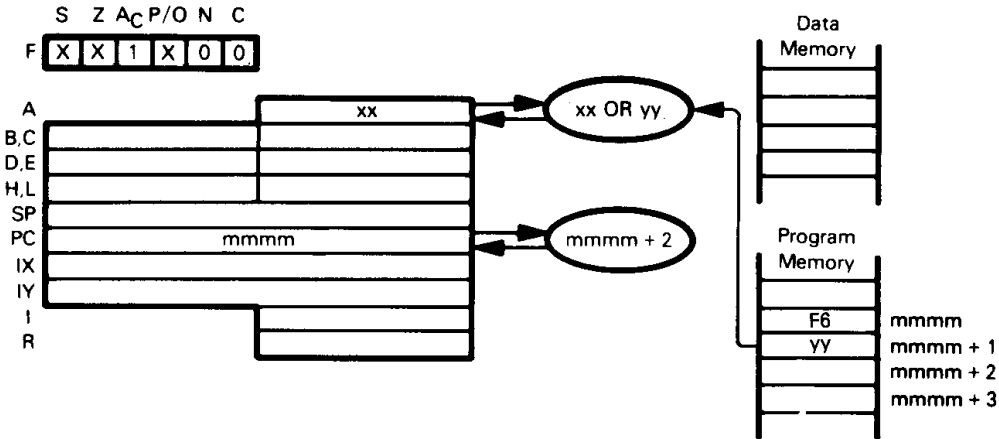 S Z AC P/O N C
F X X 1 X 0 0
A xx
B,C
D,E
H,L
SP
PC mmmm
IX
IY
I
R
xx OR yy
mmmm + 2
Data
Memory
Program
Memory
F6 mmmm
yy mmmm + 1
mmmm + 2
mmmm + 3